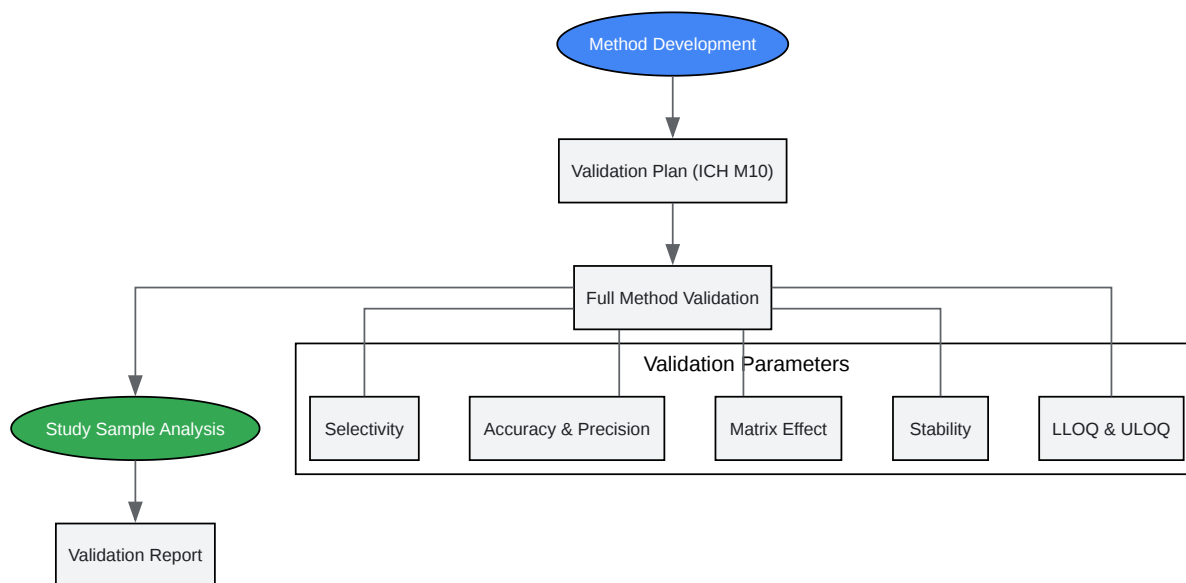 Method Development
Validation Plan (ICH M10)
Full Method Validation
Validation Parameters
Study Sample Analysis
Selectivity
Accuracy & Precision
Matrix Effect
Stability
LLOQ & ULOQ
Validation Report